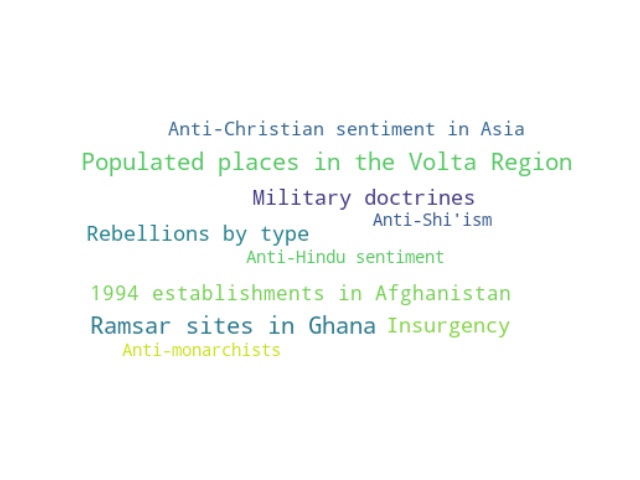 Anti-Christian sentiment in Asia
Populated places in the Volta Region
Military doctrines
Anti-Shi'ism
Rebellions by type
Anti-Hindu sentiment
1994 establishments in Afghanistan
Ramsar sites in Ghana Insurgency
Anti-monarchists